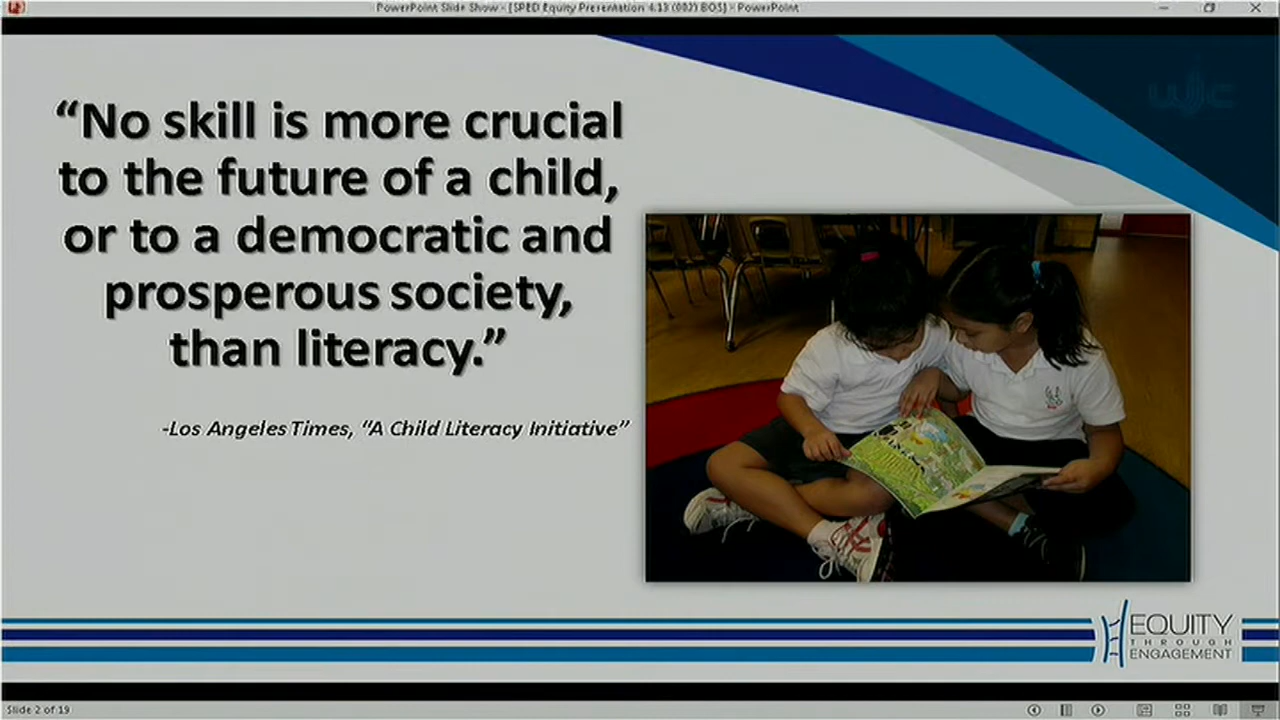 PowerPoint Slide Show - [SPED Equity Presentation 4.13 (002) BOS] - PowerPoint
“No skill is more crucial
to the future of a child,
or to a democratic and
prosperous society,
than literacy.”
-Los Angeles Times, “A Child Literacy Initiative”
EQUITY
THROUGH
ENGAGEMENT
Slide 2 of 19